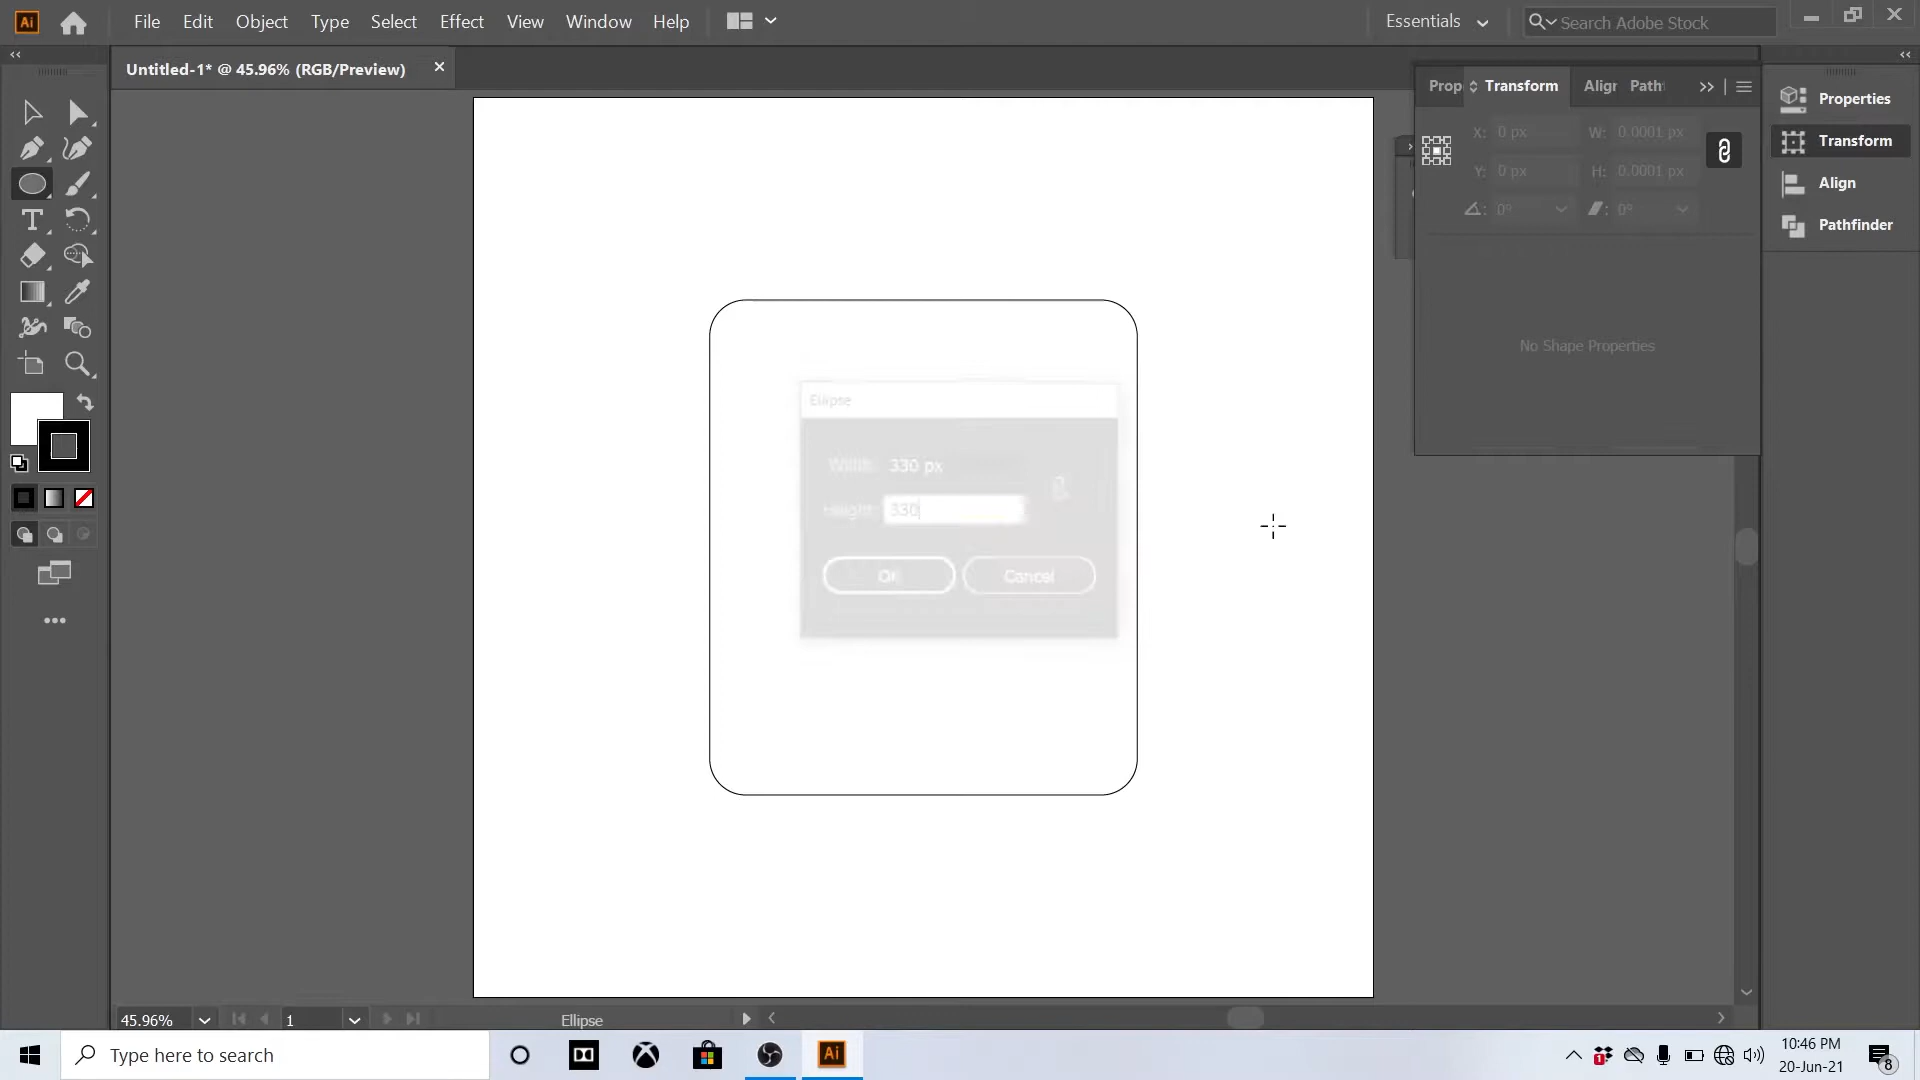 Ai File Edit Object Type Select Effect View Window Help Essentials Search Adobe Stock
Untitled-1* @ 45.96% (RGB/Preview)
Prop Transform Align Path
X: 0 px W: 0.0001 px
Y: 0 px H: 0.0001 px
0° 0°
No Shape Properties
Properties
Transform
Align
Pathfinder
Ellipse
Width: 330 px
Height: 330
OK Cancel
45.96% 1 Ellipse
Type here to search
Ai
1
10:46 PM
20-Jun-21
8